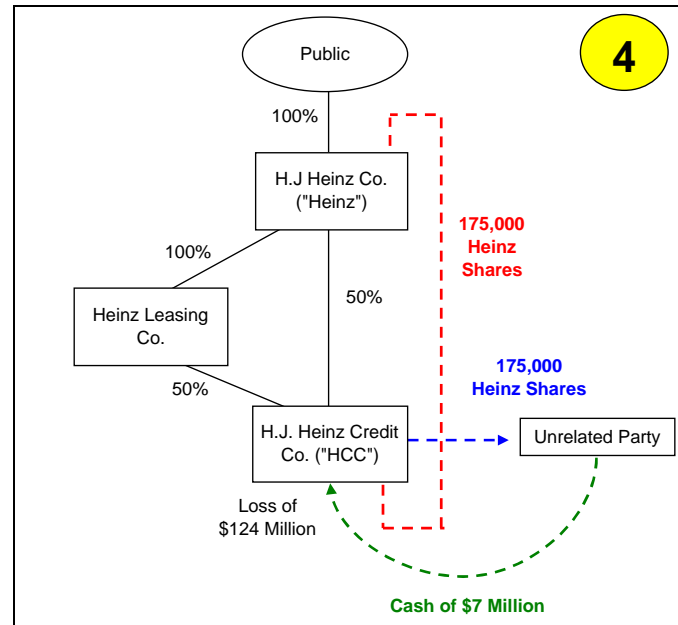 Public
4
100%
H.J Heinz Co.
("Heinz")
175,000
Heinz
Shares
100%
50%
Heinz Leasing
Co.
50%
175,000
Heinz Shares
H.J. Heinz Credit
Co. ("HCC")
Unrelated Party
Loss of
$124 Million
Cash of $7 Million